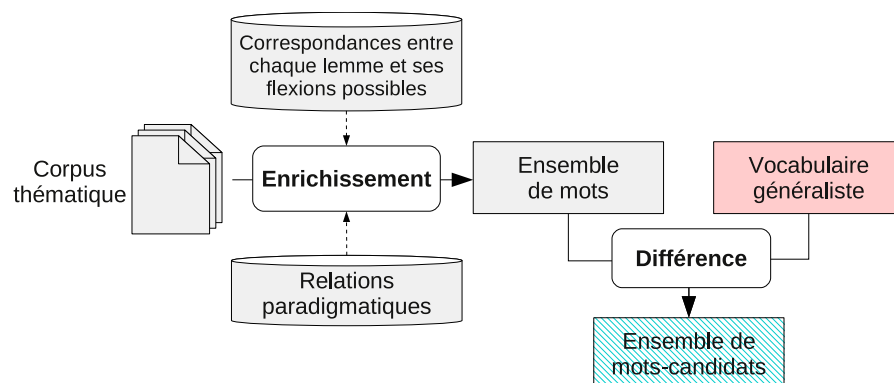 Correspondances entre
chaque lemme et ses
flexions possibles
Corpus
thématique
Enrichissement
Ensemble
de mots
Vocabulaire
généraliste
Relations
paradigmatiques
Différence
Ensemble de
mots-candidats